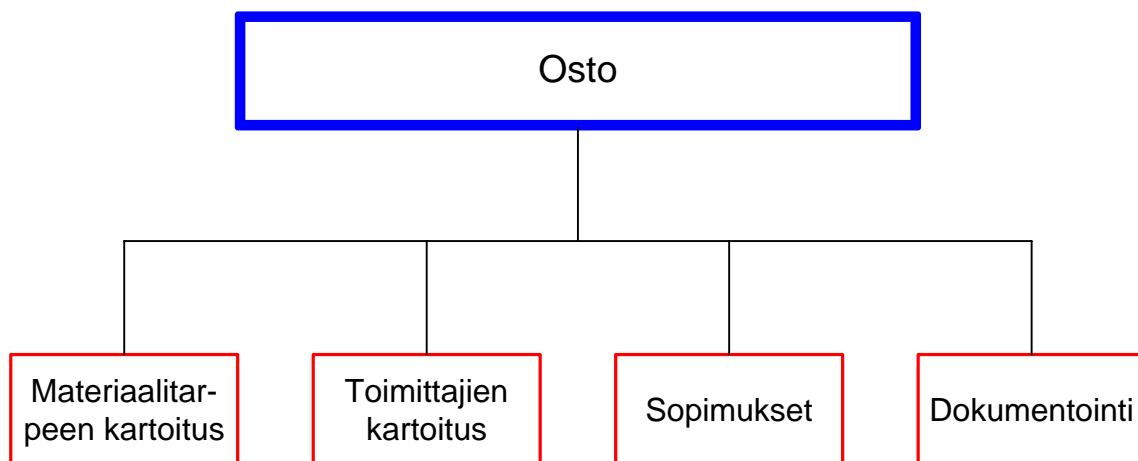 Osto
Materiaalitar-
peen kartoitus
Toimittajien
kartoitus
Sopimukset
Dokumentointi